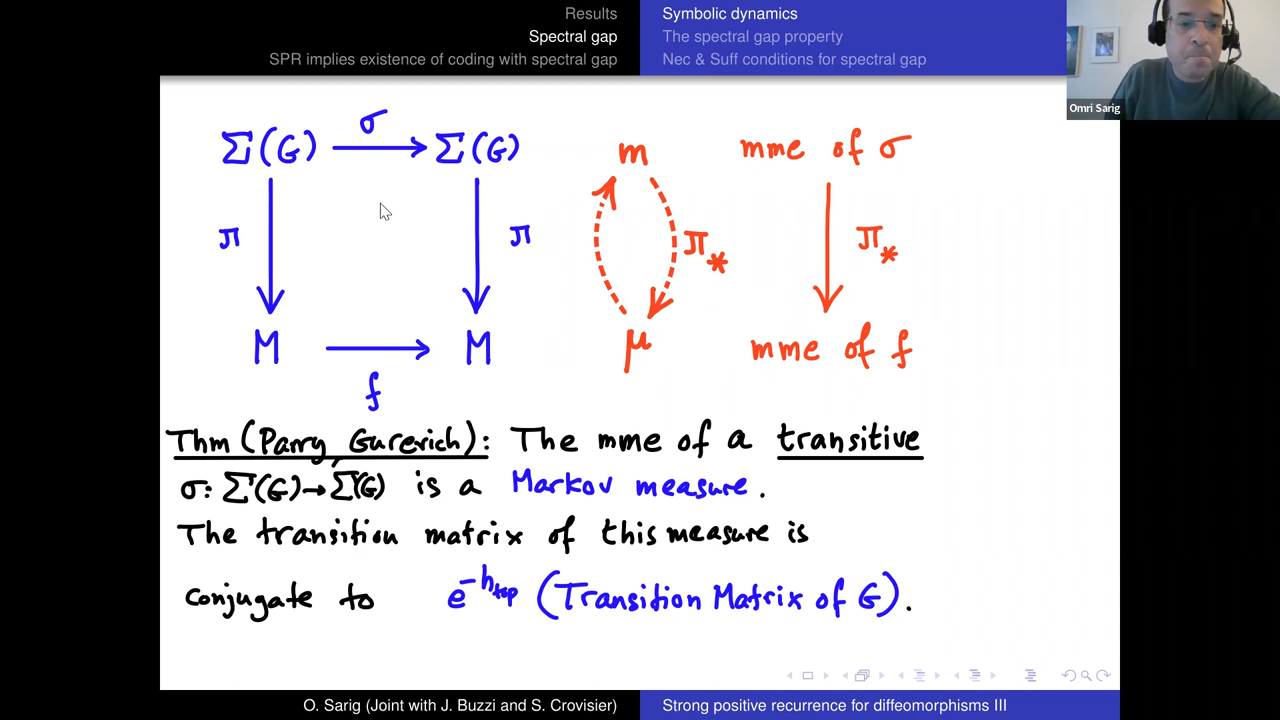 Results
Spectral gap
SPR implies existence of coding with spectral gap
Symbolic dynamics
The spectral gap property
Nec & Suff conditions for spectral gap
Omri Sarig
σ
Σ(G) → Σ(G)
m
mme of σ
π
π
π*
π*
M → M
μ
mme of f
f
Thm (Parry, Gurevich): The mme of a transitive
σ: Σ(G)→Σ(G) is a Markov measure.
The transition matrix of this measure is
conjugate to e^{-h_top} (Transition Matrix of G).
O. Sarig (Joint with J. Buzzi and S. Crovisier)
Strong positive recurrence for diffeomorphisms III